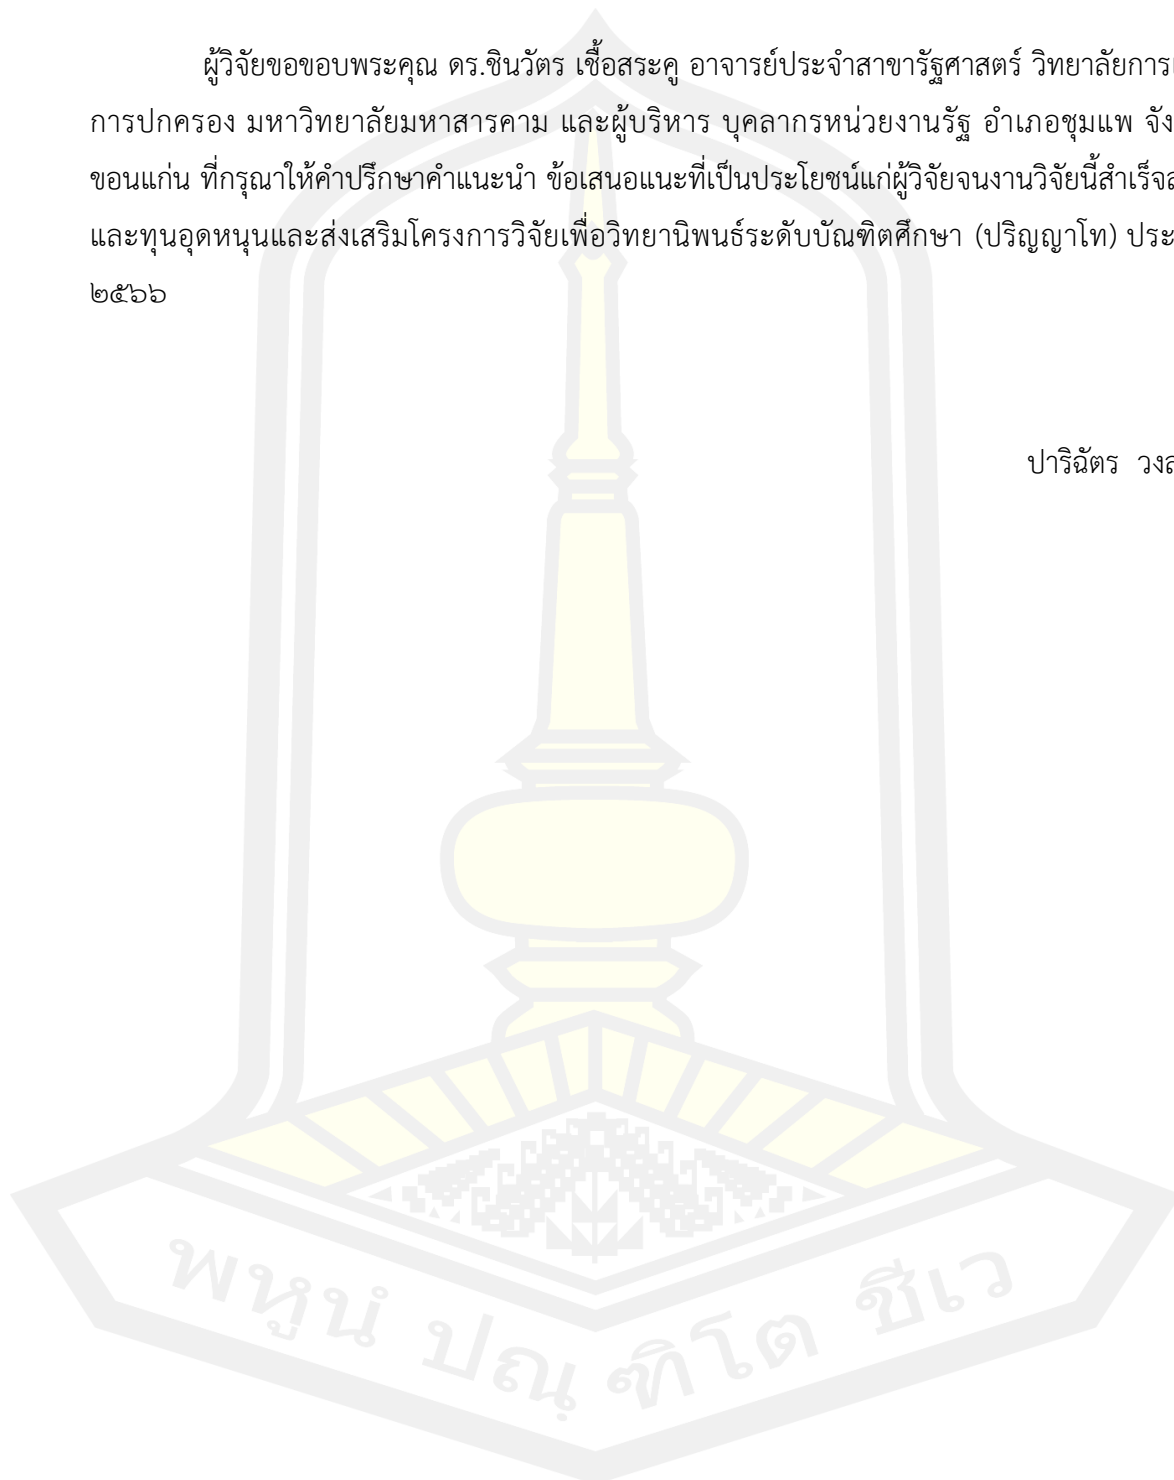 ผู้วิจัยขอขอบพระคุณ ดร.ชินวัตร เชื้อสระคู อาจารย์ประจำสาขารัฐศาสตร์ วิทยาลัยการ
การปกครอง มหาวิทยาลัยมหาสารคาม และผู้บริหาร บุคลากรหน่วยงานรัฐ อำเภอชุมแพ จัง
ขอนแก่น ที่กรุณาให้คำปรึกษาคำแนะนำ ข้อเสนอแนะที่เป็นประโยชน์แก่ผู้วิจัยจนงานวิจัยนี้สำเร็จ
และทุนอุดหนุนและส่งเสริมโครงการวิจัยเพื่อวิทยานิพนธ์ระดับบัณฑิตศึกษา (ปริญญาโท) ประ
๒๕๖๖
ปาริฉัตร
พหูนํ ปณฺฑิโต ชีเว